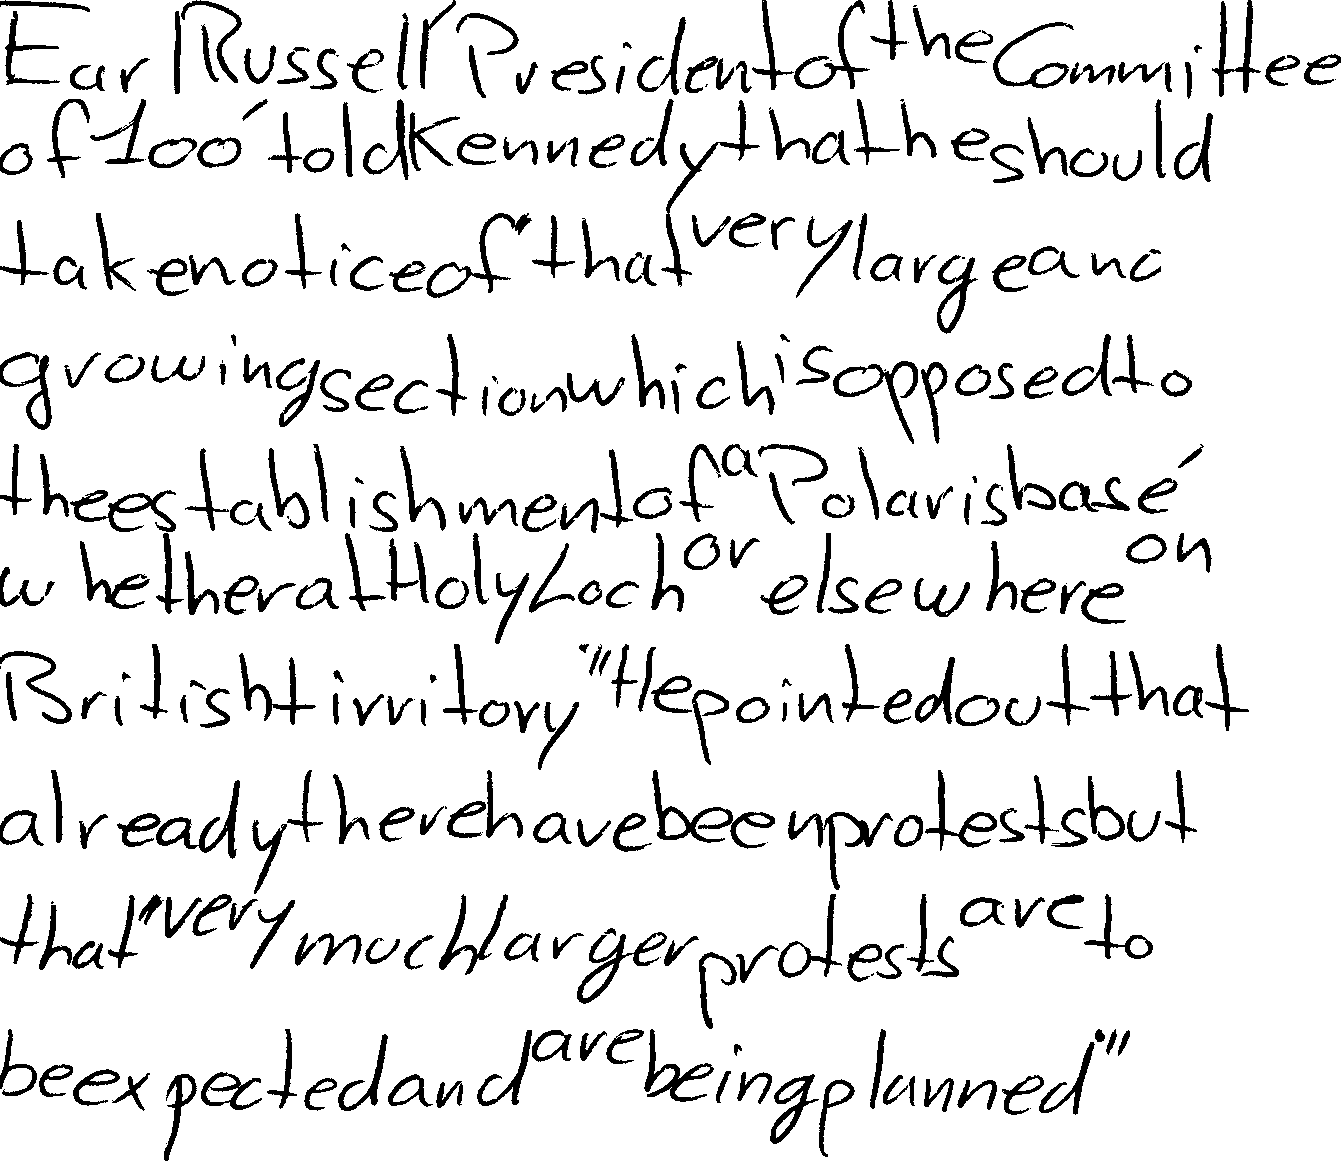 Earl Russell President of the Committee
of 100' told Kennedy that he should
take notice of "that very large and
growing section which is opposed to
the establishment of a Polaris base'
whether at Holy Loch or elsewhere on
British tirritory" He pointed out that
already there have been protests but
that "very much larger protests are to
be expected and are being planned"